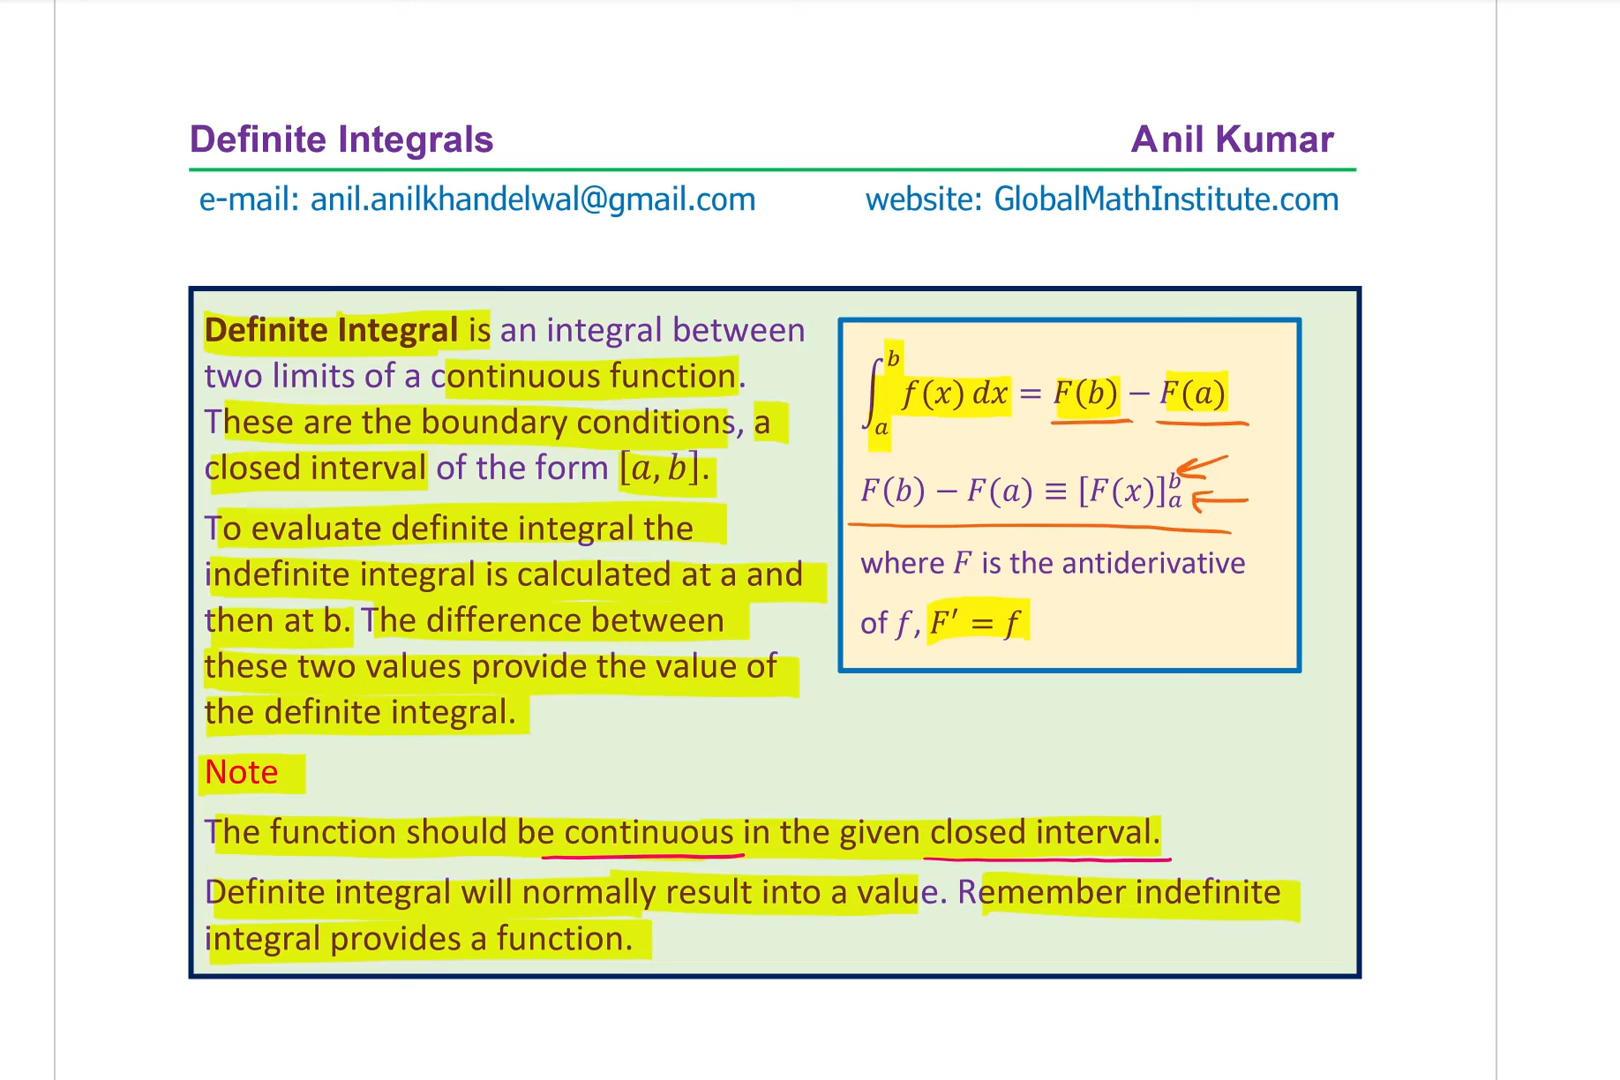 Definite Integrals Anil Kumar
e-mail: anil.anilkhandelwal@gmail.com website: GlobalMathInstitute.com
Definite Integral is an integral between
two limits of a continuous function.
These are the boundary conditions, a
closed interval of the form [a, b].
To evaluate definite integral the
indefinite integral is calculated at a and
then at b. The difference between
these two values provide the value of
the definite integral.
∫_a^b f(x) dx = F(b) − F(a)
F(b) − F(a) ≡ [F(x)]_a^b
where F is the antiderivative
of f, F′ = f
Note
The function should be continuous in the given closed interval.
Definite integral will normally result into a value. Remember indefinite
integral provides a function.